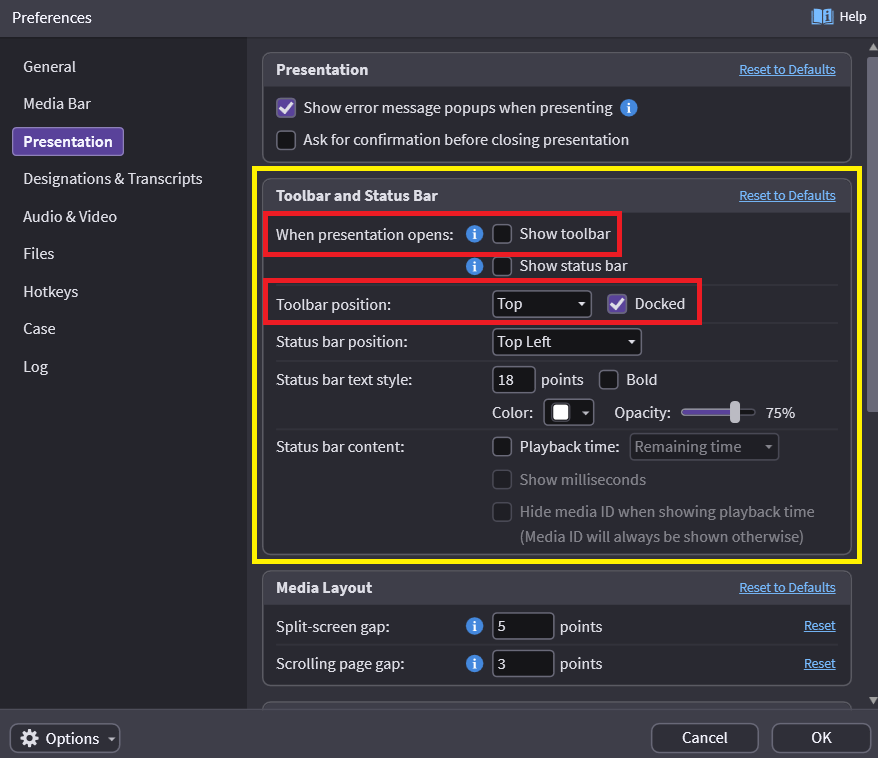 Preferences
Help
General
Media Bar
Presentation
Designations & Transcripts
Audio & Video
Files
Hotkeys
Case
Log
Presentation Reset to Defaults
Show error message popups when presenting
Ask for confirmation before closing presentation
Toolbar and Status Bar Reset to Defaults
When presentation opens: Show toolbar
Show status bar
Toolbar position: Top Docked
Status bar position: Top Left
Status bar text style: 18 points Bold
Color: Opacity: 75%
Status bar content: Playback time: Remaining time
Show milliseconds
Hide media ID when showing playback time
(Media ID will always be shown otherwise)
Media Layout Reset to Defaults
Split-screen gap: 5 points Reset
Scrolling page gap: 3 points Reset
Options Cancel OK